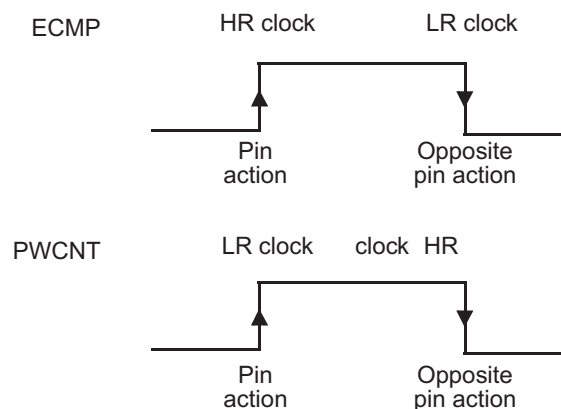 ECMP HR clock LR clock
Pin action Opposite pin action
PWCNT LR clock clock HR
Pin action Opposite pin action